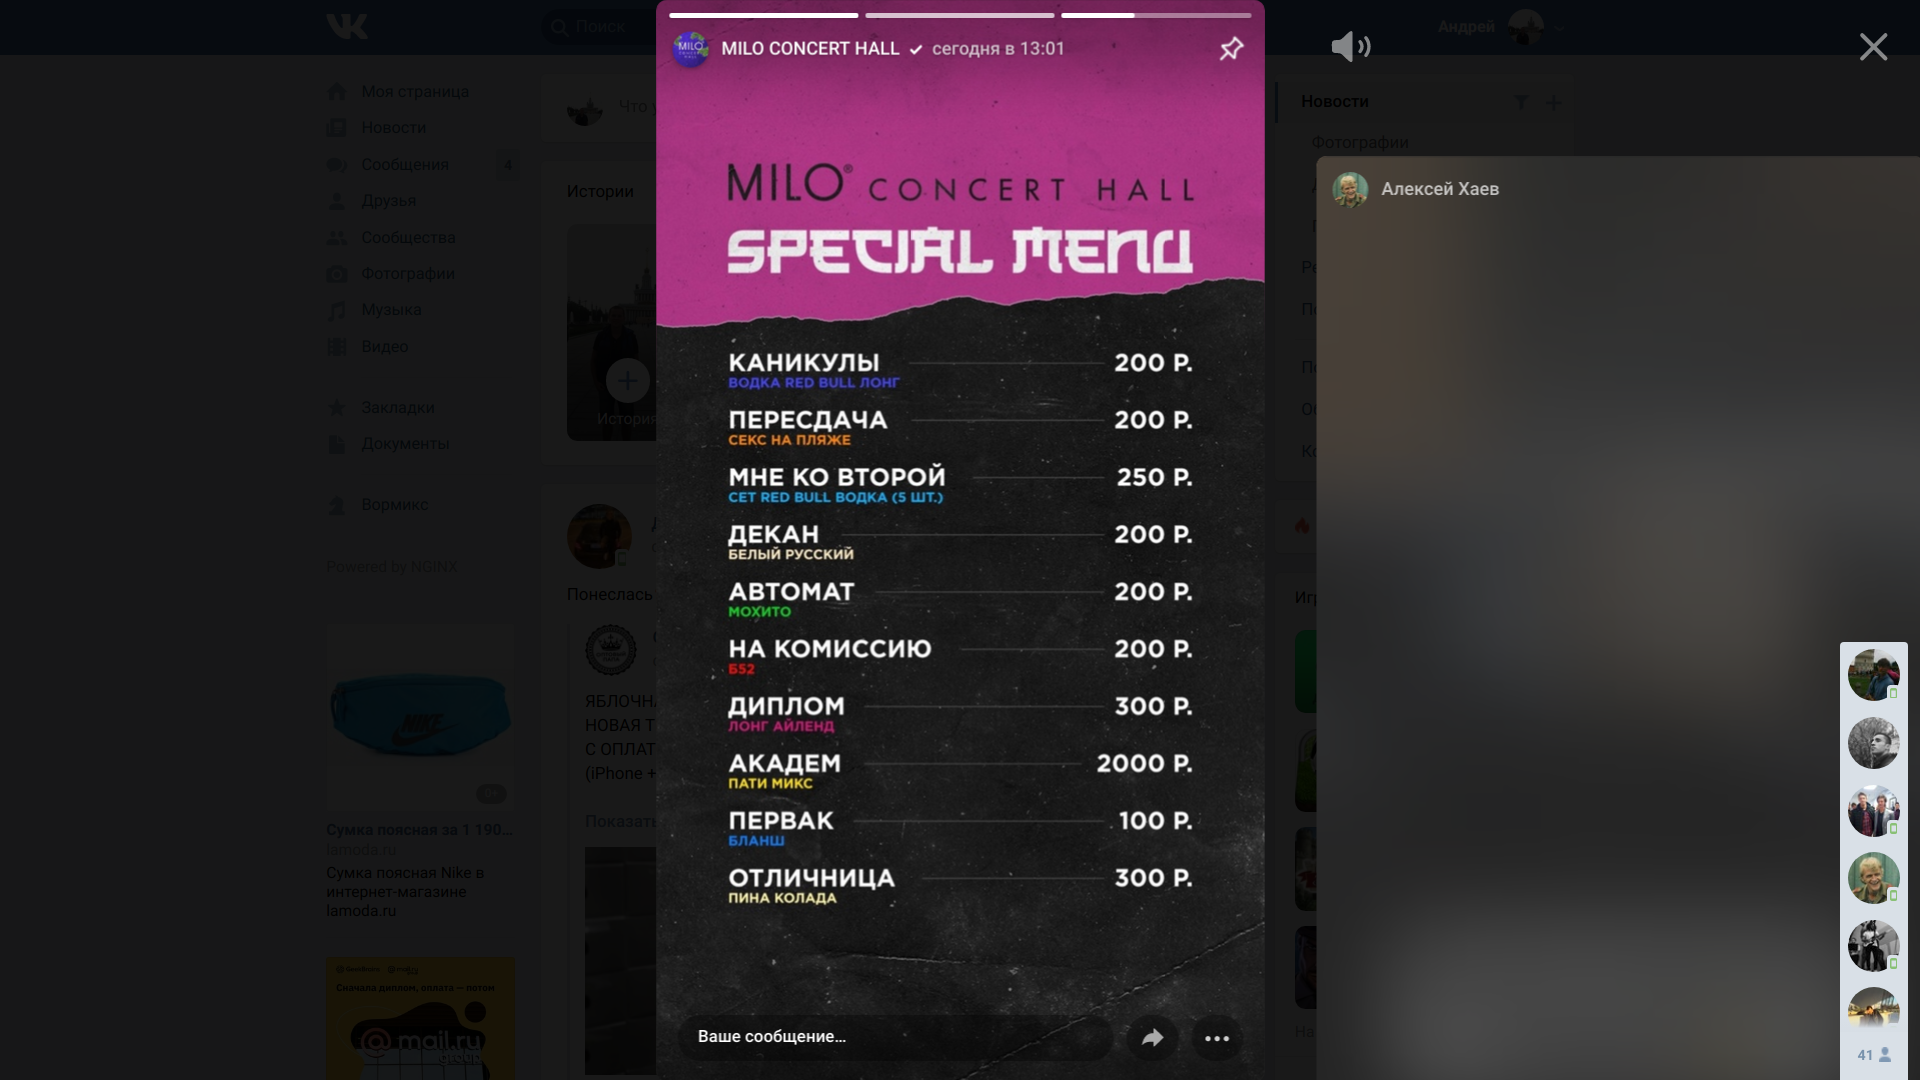 Поиск
Андрей
Моя страница
Новости
Сообщения
4
Друзья
Сообщества
Фотографии
Музыка
Видео
Закладки
Документы
Вормикс
Powered by NGINX
Сумка поясная за 1 190...
lamoda.ru
Сумка поясная Nike в
интернет-магазине
lamoda.ru
Сначала диплом, оплата — потом
@mail.ru
group
Что
Истории
История
Понеслась
ЯБЛОЧН
НОВАЯ Т
С ОПЛАТ
(iPhone +
Показать
MILO CONCERT HALL сегодня в 13:01
MILO® CONCERT HALL
SPECIAL MENU
КАНИКУЛЫ 200 Р.
ВОДКА RED BULL ЛОНГ
ПЕРЕСДАЧА 200 Р.
СЕКС НА ПЛЯЖЕ
МНЕ КО ВТОРОЙ 250 Р.
СЕТ RED BULL ВОДКА (5 ШТ.)
ДЕКАН 200 Р.
БЕЛЫЙ РУССКИЙ
АВТОМАТ 200 Р.
МОХИТО
НА КОМИССИЮ 200 Р.
Б52
ДИПЛОМ 300 Р.
ЛОНГ АЙЛЕНД
АКАДЕМ 2000 Р.
ПАТИ МИКС
ПЕРВАК 100 Р.
БЛАНШ
ОТЛИЧНИЦА 300 Р.
ПИНА КОЛАДА
Ваше сообщение...
Новости
Фотографии
Алексей Хаев
41